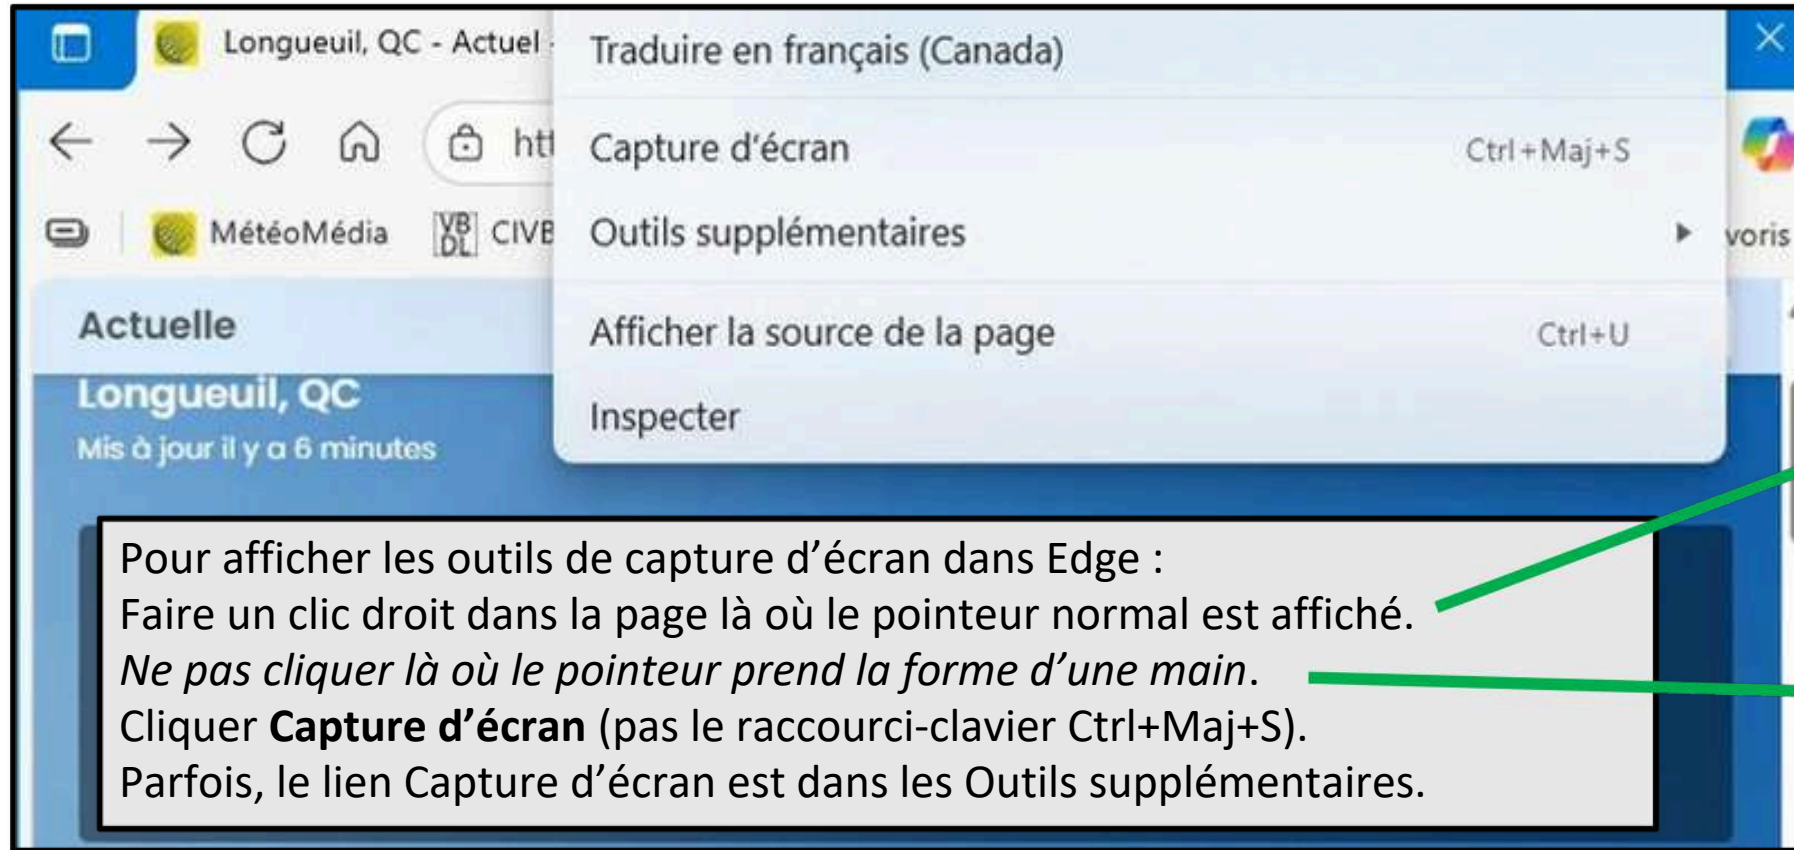 Longueuil, QC - Actuel
Traduire en français (Canada)
htt
Capture d'écran Ctrl+Maj+S
MétéoMédia VB DL CIVB
Outils supplémentaires
voris
Actuelle
Afficher la source de la page Ctrl+U
Longueuil, QC
Inspecter
Mis à jour il y a 6 minutes
Pour afficher les outils de capture d’écran dans Edge :
Faire un clic droit dans la page là où le pointeur normal est affiché.
Ne pas cliquer là où le pointeur prend la forme d’une main.
Cliquer Capture d’écran (pas le raccourci-clavier Ctrl+Maj+S).
Parfois, le lien Capture d’écran est dans les Outils supplémentaires.